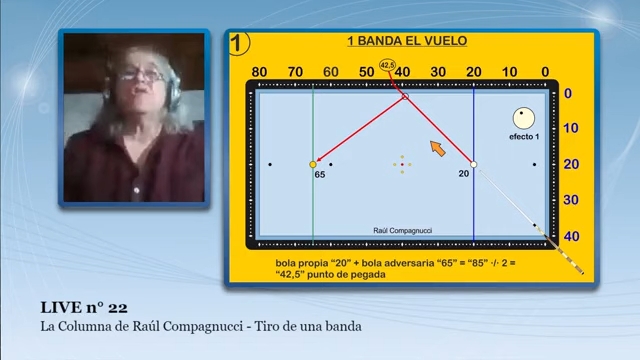 1
1 BANDA EL VUELO
42,5
80 70 60 50 40 30 20 10 0
0
10
20
30
40
efecto 1
65
20
Raúl Compagnucci
bola propia “20” + bola adversaria “65” = “85” ·/· 2 =
“42,5” punto de pegada
LIVE n° 22
La Columna de Raúl Compagnucci - Tiro de una banda